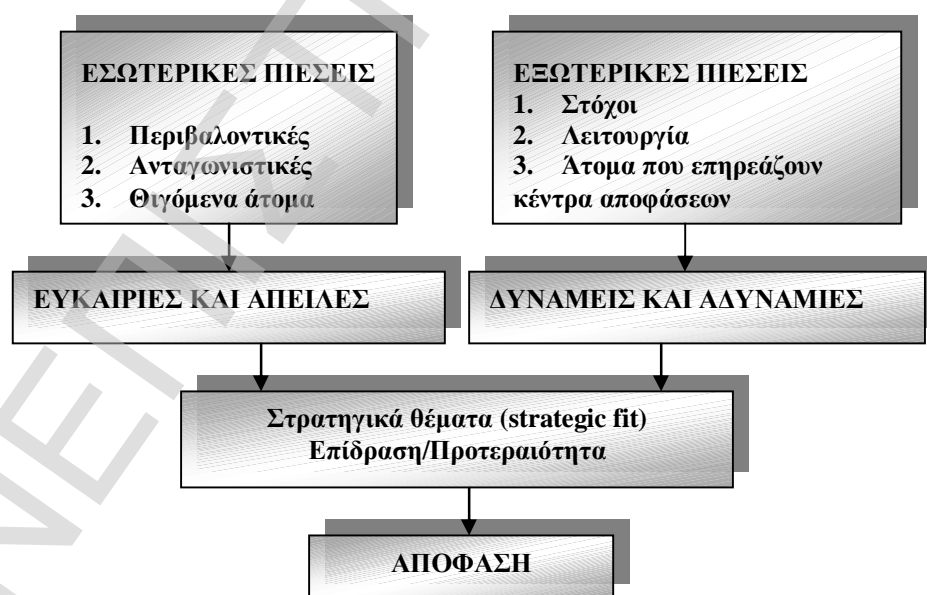 ΕΣΩΤΕΡΙΚΕΣ ΠΙΕΣΕΙΣ
1. Περιβαλοντικές
2. Ανταγωνιστικές
3. Θιγόμενα άτομα
ΕΞΩΤΕΡΙΚΕΣ ΠΙΕΣΕΙΣ
1. Στόχοι
2. Λειτουργία
3. Άτομα που επηρεάζουν
κέντρα αποφάσεων
ΕΥΚΑΙΡΙΕΣ ΚΑΙ ΑΠΕΙΛΕΣ
ΔΥΝΑΜΕΙΣ ΚΑΙ ΑΔΥΝΑΜΙΕΣ
Στρατηγικά θέματα (strategic fit)
Επίδραση/Προτεραιότητα
ΑΠΟΦΑΣΗ